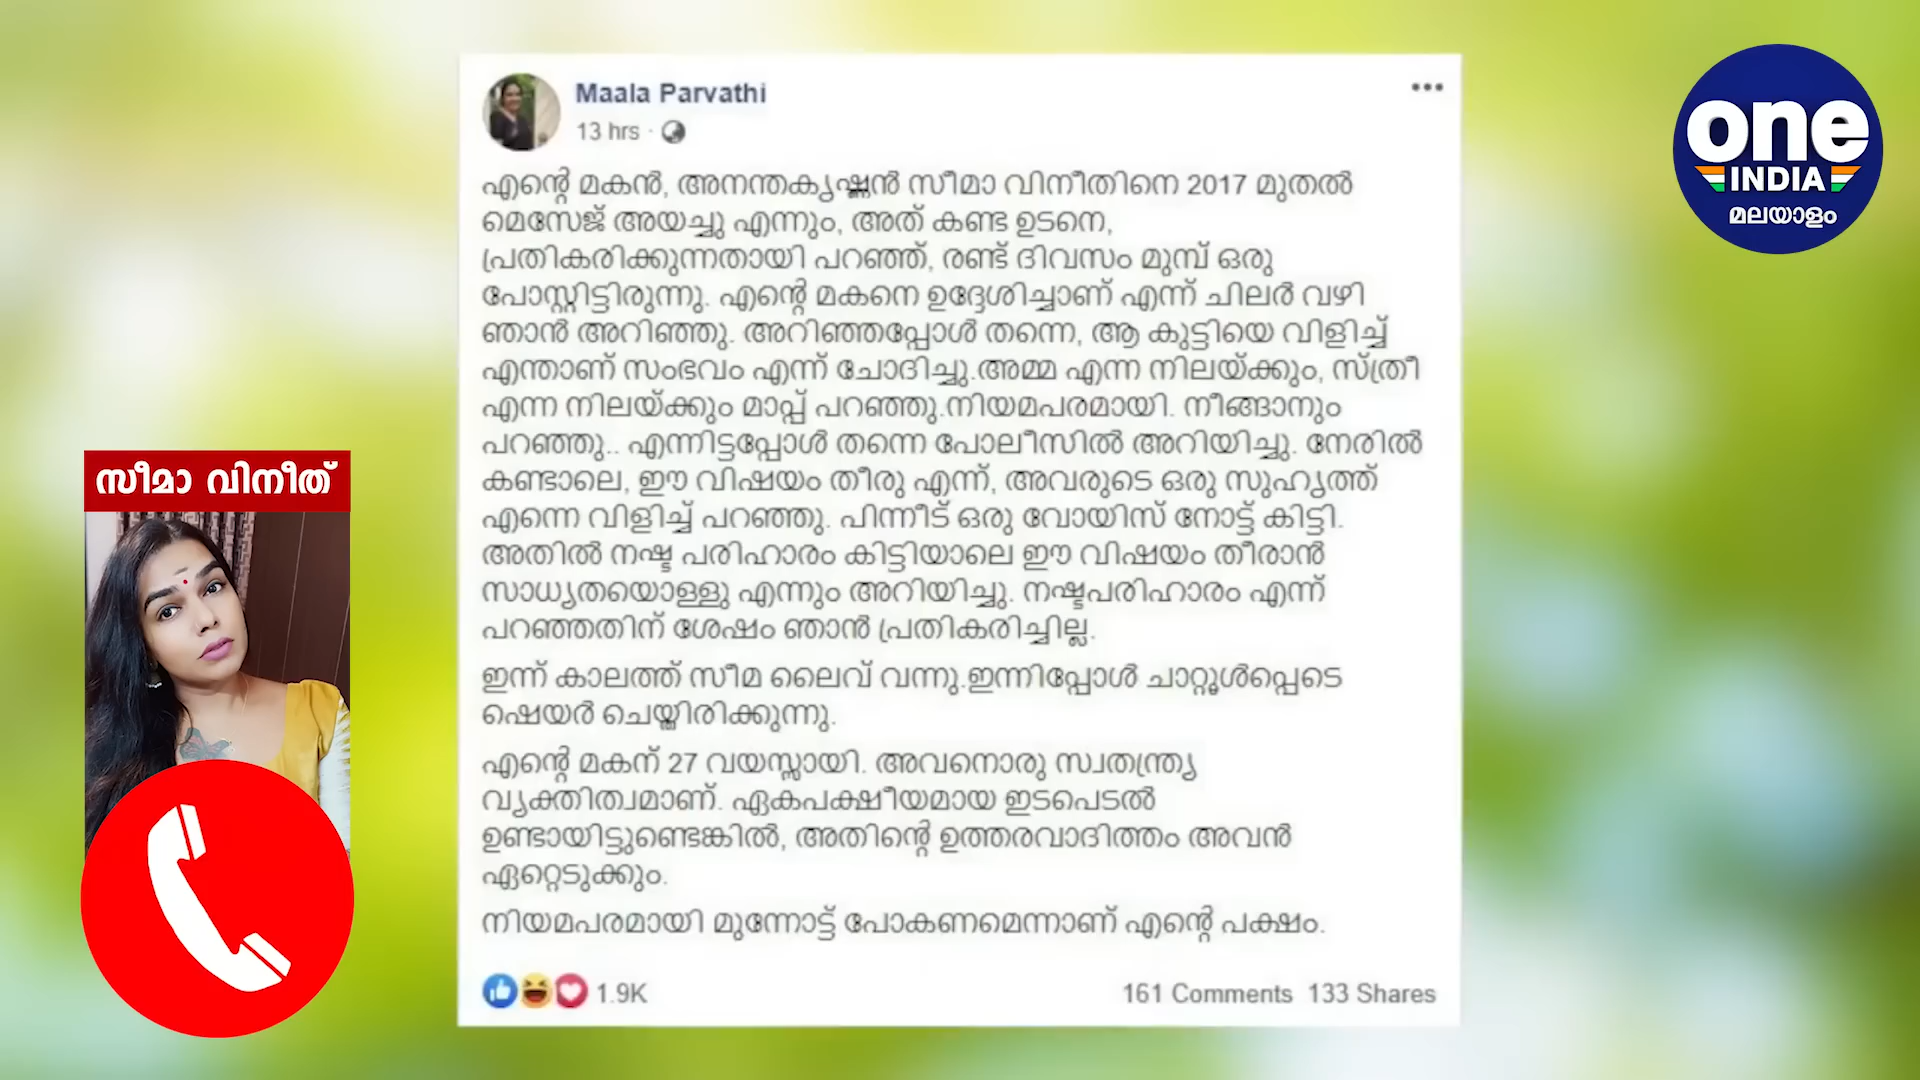 Maala Parvathi
13 hrs ·
എന്റെ മകൻ, അനന്തകൃഷ്ണൻ സീമാ വിനീതിനെ 2017 മുതൽ
മെസേജ് അയച്ചു എന്നും, അത് കണ്ട ഉടനെ,
പ്രതികരിക്കുന്നതായി പറഞ്ഞ്, രണ്ട് ദിവസം മുമ്പ് ഒരു
പോസ്റ്റിട്ടിരുന്നു. എന്റെ മകനെ ഉദ്ദേശിച്ചാണ് എന്ന് ചിലർ വഴി
ഞാൻ അറിഞ്ഞു. അറിഞ്ഞപ്പോൾ തന്നെ, ആ കുട്ടിയെ വിളിച്ച്
എന്താണ് സംഭവം എന്ന് ചോദിച്ചു.അമ്മ എന്ന നിലയ്ക്കും, സ്ത്രീ
എന്ന നിലയ്ക്കും മാപ്പ് പറഞ്ഞു.നിയമപരമായി. നീങ്ങാനും
പറഞ്ഞു.. എന്നിട്ടപ്പോൾ തന്നെ പോലീസിൽ അറിയിച്ചു. നേരിൽ
കണ്ടാലെ, ഈ വിഷയം തീരു എന്ന്, അവരുടെ ഒരു സുഹൃത്ത്
എന്നെ വിളിച്ച് പറഞ്ഞു. പിന്നീട് ഒരു വോയിസ് നോട്ട് കിട്ടി.
അതിൽ നഷ്ട പരിഹാരം കിട്ടിയാലെ ഈ വിഷയം തീരാൻ
സാധ്യതയൊള്ളു എന്നും അറിയിച്ചു. നഷ്ടപരിഹാരം എന്ന്
പറഞ്ഞതിന് ശേഷം ഞാൻ പ്രതികരിച്ചില്ല.
ഇന്ന് കാലത്ത് സീമ ലൈവ് വന്നു.ഇന്നിപ്പോൾ ചാറ്റൂൾപ്പെടെ
ഷെയർ ചെയ്തിരിക്കുന്നു.
എന്റെ മകന് 27 വയസ്സായി. അവനൊരു സ്വതന്ത്ര്യ
വ്യക്തിത്വമാണ്. ഏകപക്ഷീയമായ ഇടപെടൽ
ഉണ്ടായിട്ടുണ്ടെങ്കിൽ, അതിന്റെ ഉത്തരവാദിത്തം അവൻ
ഏറ്റെടുക്കും.
നിയമപരമായി മുന്നോട്ട് പോകണമെന്നാണ് എന്റെ പക്ഷം.
1.9K
161 Comments 133 Shares
സീമാ വിനീത്
one
INDIA
മലയാളം